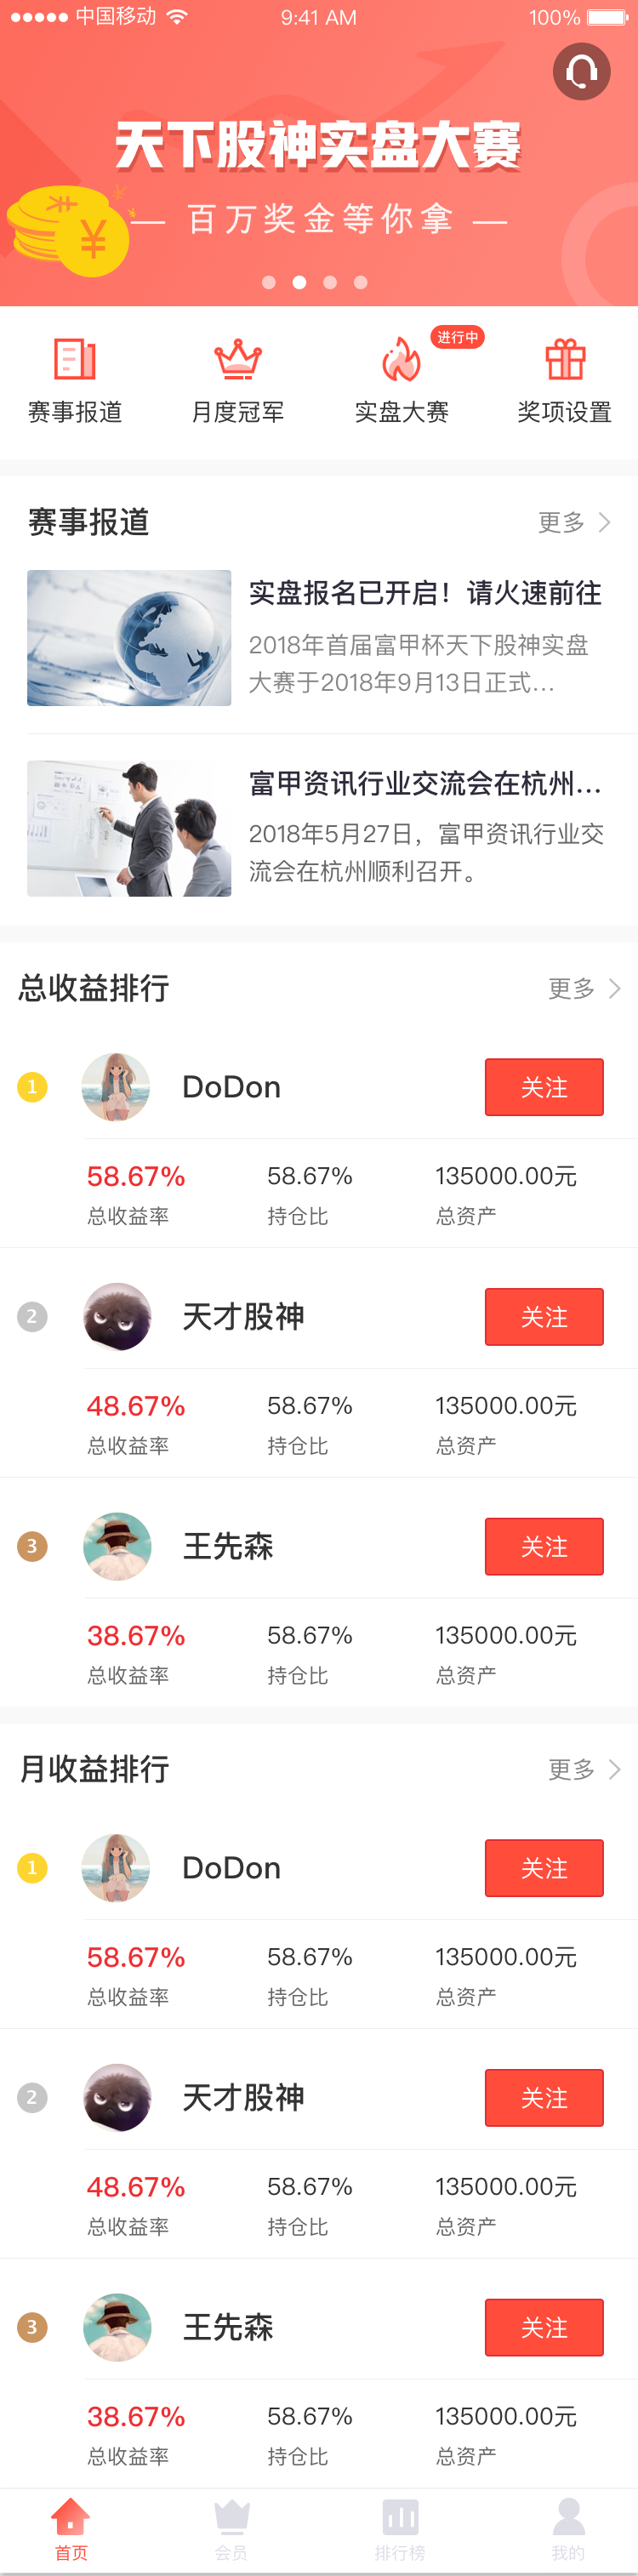 中国移动 9:41 AM 100%
天下股神实盘大赛
— 百万奖金等你拿 —
进行中
赛事报道 月度冠军 实盘大赛 奖项设置
赛事报道 更多
实盘报名已开启！请火速前往
2018年首届富甲杯天下股神实盘
大赛于2018年9月13日正式...
富甲资讯行业交流会在杭州...
2018年5月27日，富甲资讯行业交
流会在杭州顺利召开。
总收益排行 更多
1 DoDon 关注
58.67% 58.67% 135000.00元
总收益率 持仓比 总资产
2 天才股神 关注
48.67% 58.67% 135000.00元
总收益率 持仓比 总资产
3 王先森 关注
38.67% 58.67% 135000.00元
总收益率 持仓比 总资产
月收益排行 更多
1 DoDon 关注
58.67% 58.67% 135000.00元
总收益率 持仓比 总资产
2 天才股神 关注
48.67% 58.67% 135000.00元
总收益率 持仓比 总资产
3 王先森 关注
38.67% 58.67% 135000.00元
总收益率 持仓比 总资产
首页 会员 排行榜 我的